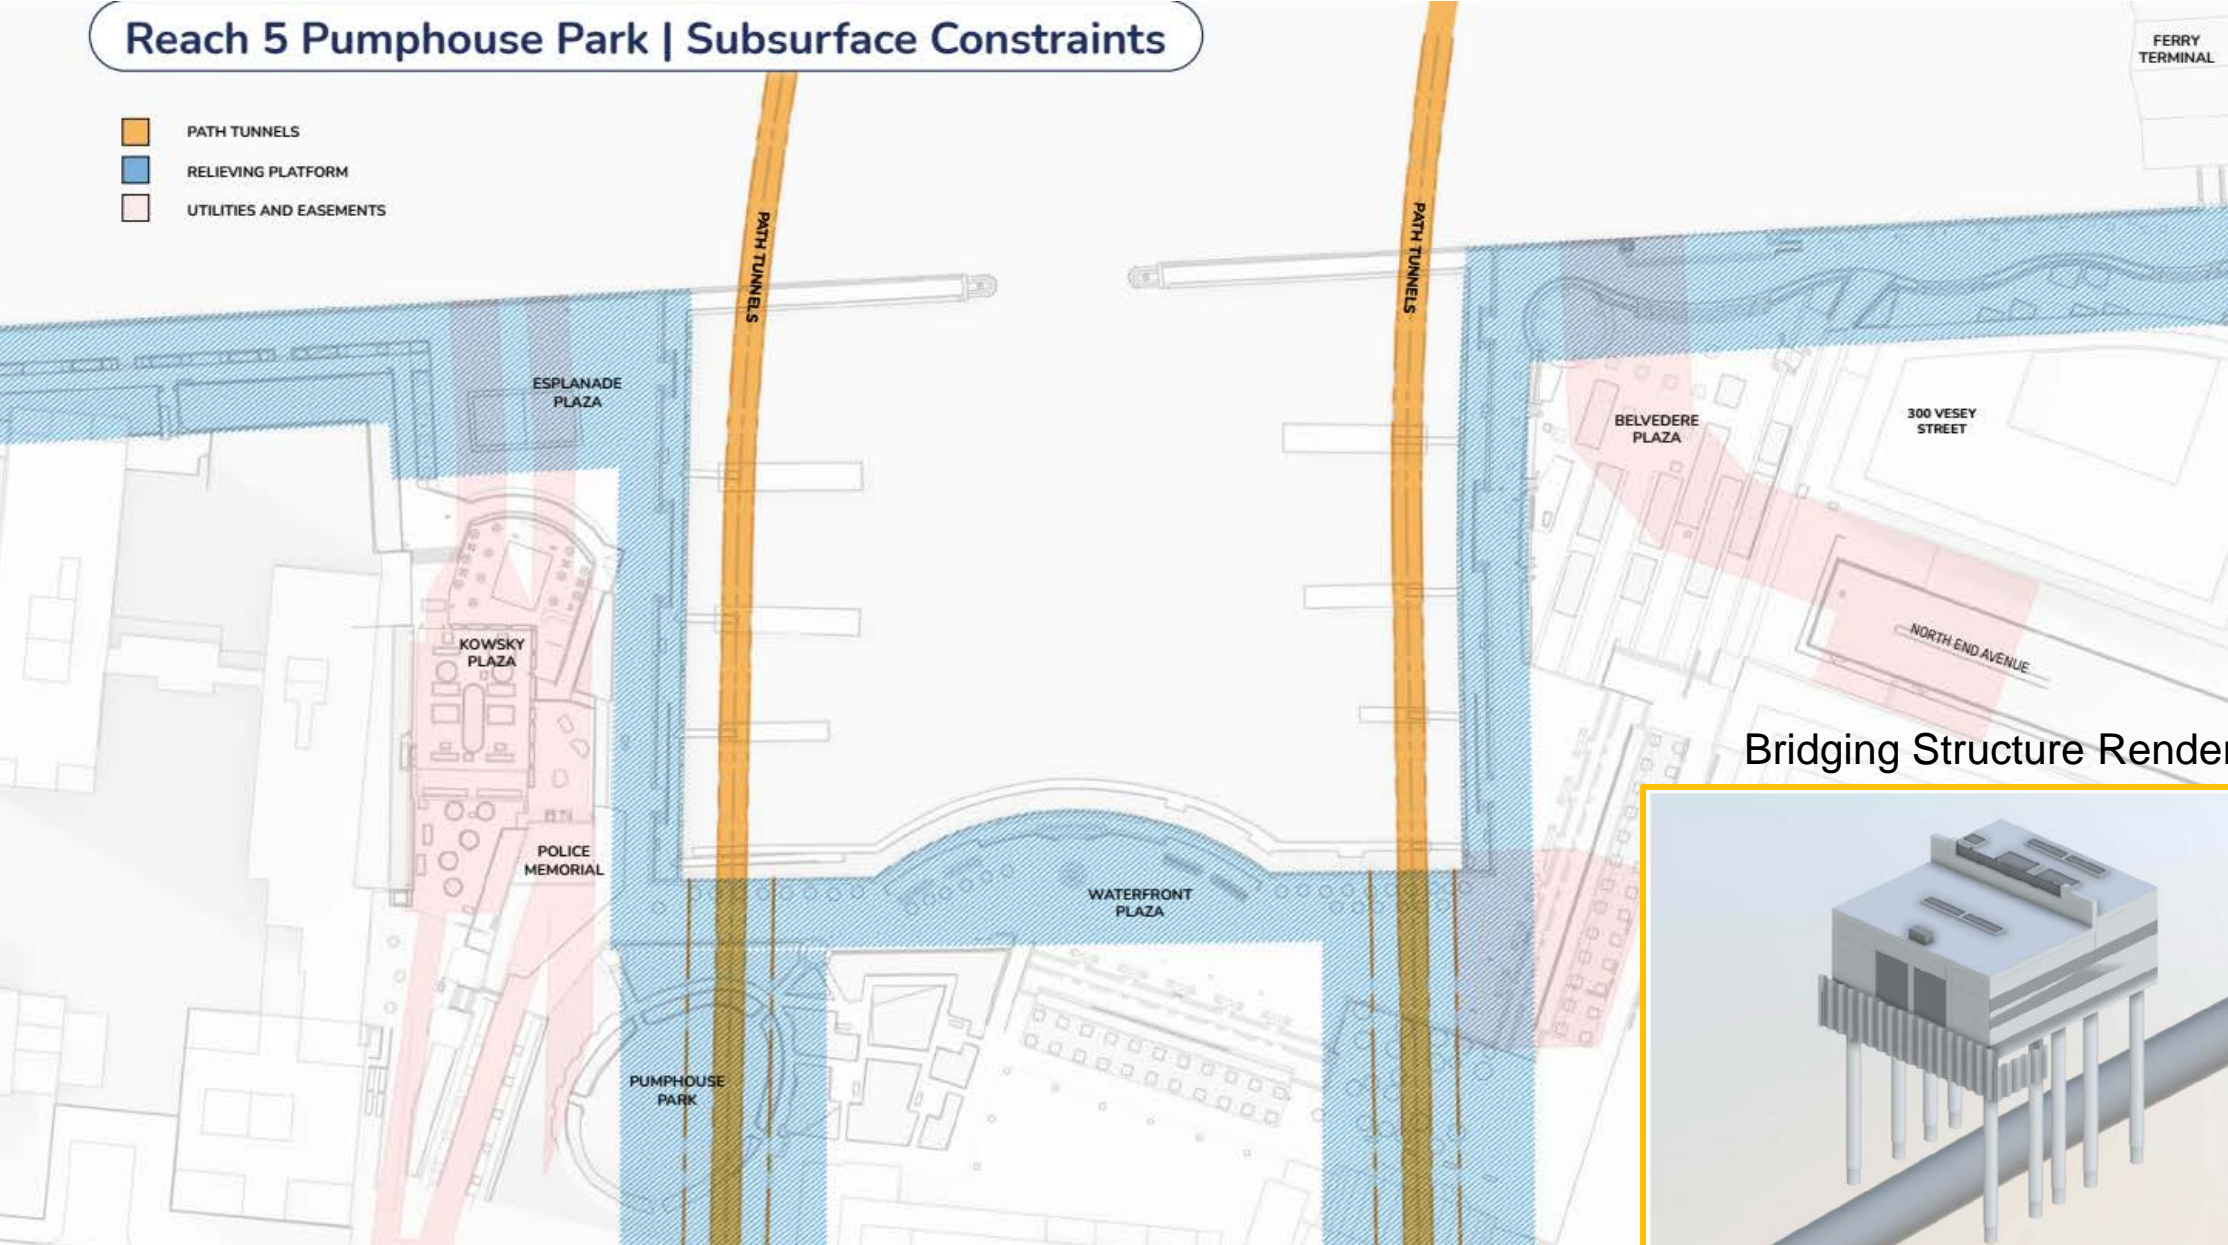 Reach 5 Pumphouse Park | Subsurface Constraints
PATH TUNNELS
RELIEVING PLATFORM
UTILITIES AND EASEMENTS
FERRY
TERMINAL
PATH TUNNELS
PATH TUNNELS
ESPLANADE
PLAZA
BELVEDERE
PLAZA
300 VESEY
STREET
KOWSKY
PLAZA
NORTH END AVENUE
POLICE
MEMORIAL
WATERFRONT
PLAZA
PUMPHOUSE
PARK
Bridging Structure Render